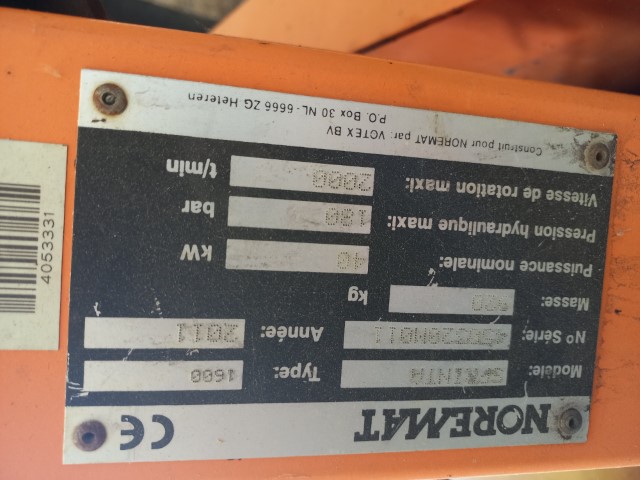 NOREMAT CE
Modèle: Type: 1600
Nº Série: Année: 2011
Masse: kg
Puissance nominale: 40 kW
Pression hydraulique maxi: 180 bar
Vitesse de rotation maxi: 2000 t/min
Construit pour NOREMAT par: VOTEX BV
P.O. Box 30 NL - 6666 ZG Heteren
4053331